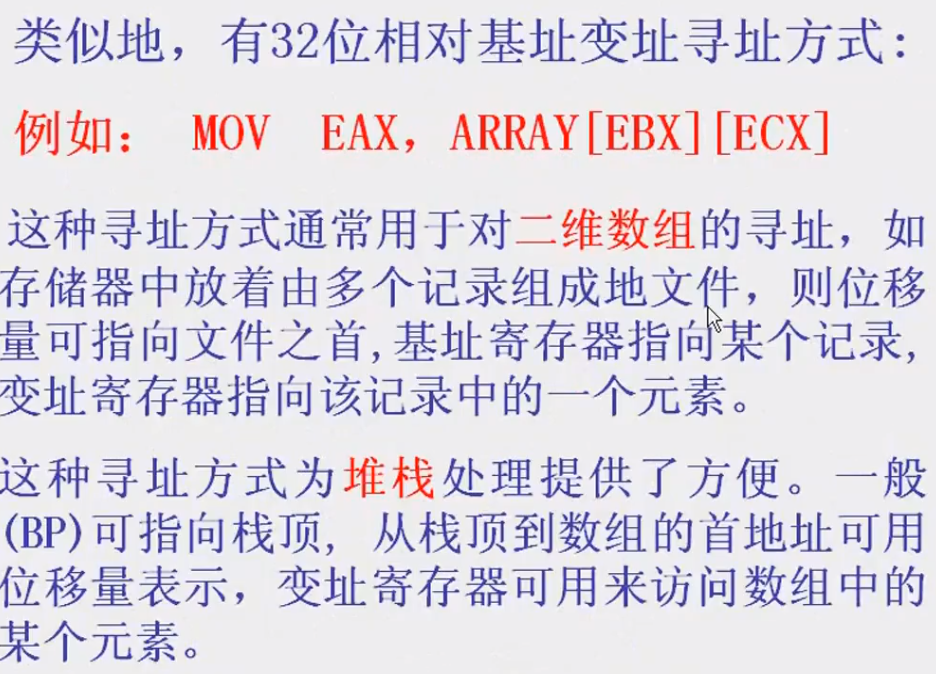 类似地，有32位相对基址变址寻址方式：
例如： MOV EAX，ARRAY[EBX][ECX]
这种寻址方式通常用于对二维数组的寻址，如
存储器中放着由多个记录组成地文件，则位移
量可指向文件之首,基址寄存器指向某个记录,
变址寄存器指向该记录中的一个元素。
这种寻址方式为堆栈处理提供了方便。一般
(BP)可指向栈顶, 从栈顶到数组的首地址可用
位移量表示，变址寄存器可用来访问数组中的
某个元素。